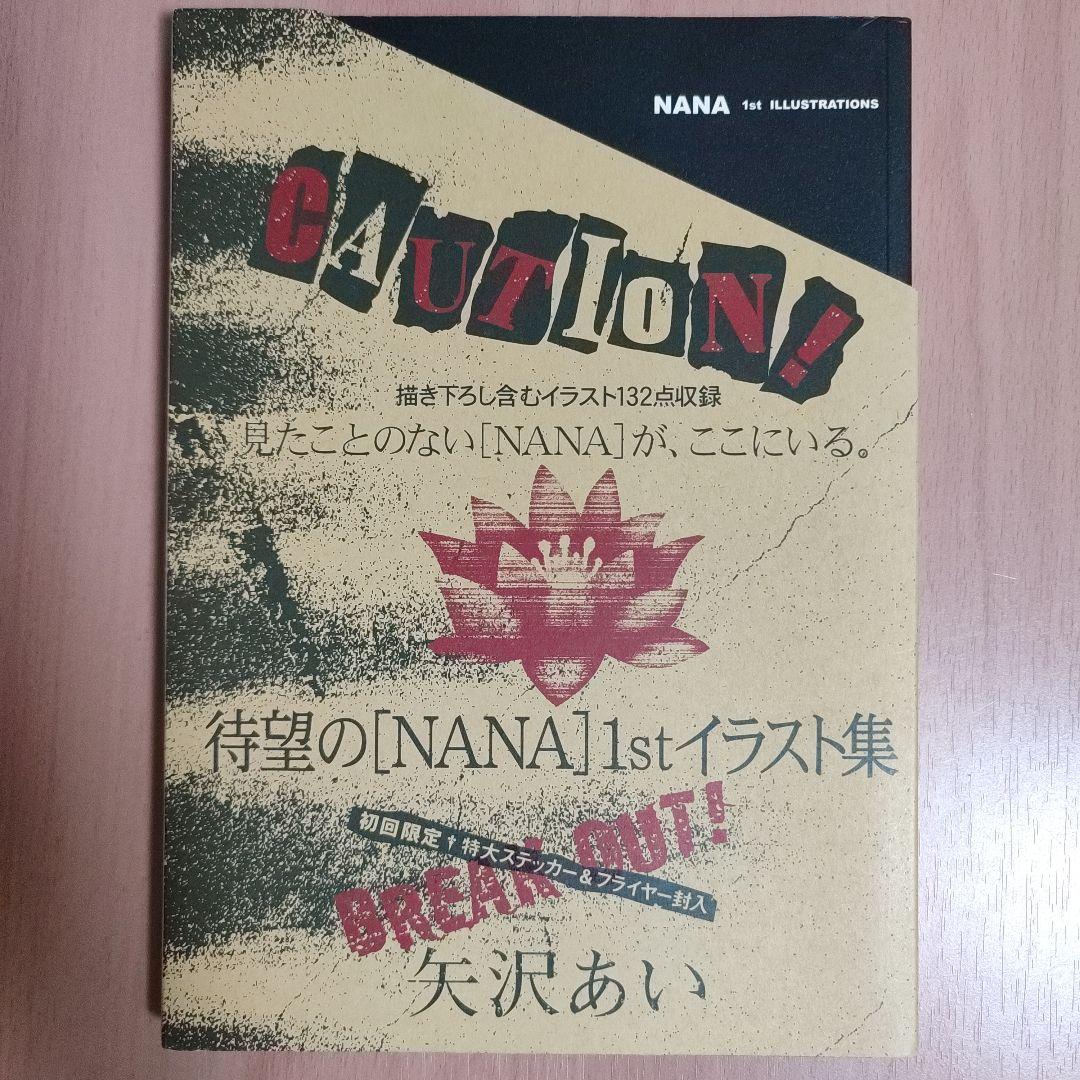 NANA 1st ILLUSTRATIONS
CAUTION!
描き下ろし含むイラスト132点収録
見たことのない[NANA]が、ここにいる。
待望の[NANA]1stイラスト集
BREAK OUT!
初回限定✝特大ステッカー&フライヤー封入
矢沢あい